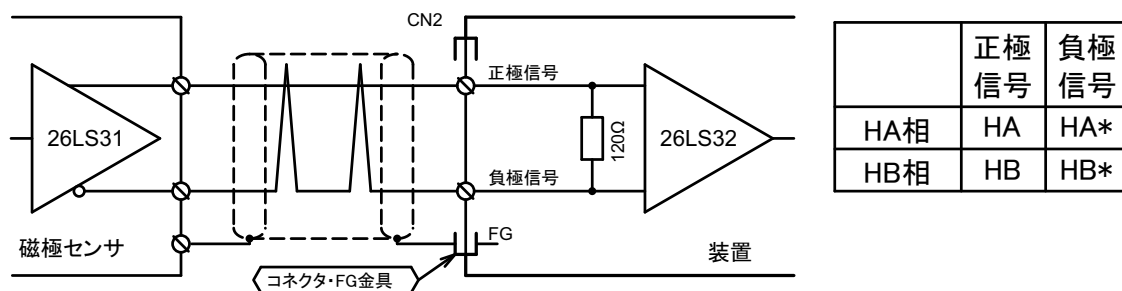 CN2
正極信号
26LS31
120Ω
26LS32
負極信号
磁極センサ
FG
装置
コネクタ・FG金具
正極信号 負極信号
HA相 HA HA*
HB相 HB HB*